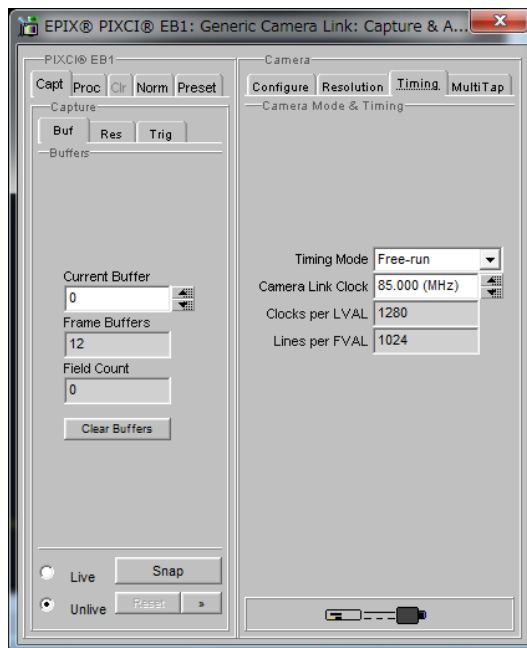 EPIX® PIXCI® EB1: Generic Camera Link: Capture & A...
PIXCI® EB1
Capt Proc Clr Norm Preset
Capture
Buf Res Trig
Buffers
Current Buffer
0
Frame Buffers
12
Field Count
0
Clear Buffers
Live
Snap
Unlive
Reset
»
Camera
Configure Resolution Timing MultiTap
Camera Mode & Timing
Timing Mode Free-run
Camera Link Clock 85.000 (MHz)
Clocks per LVAL 1280
Lines per FVAL 1024